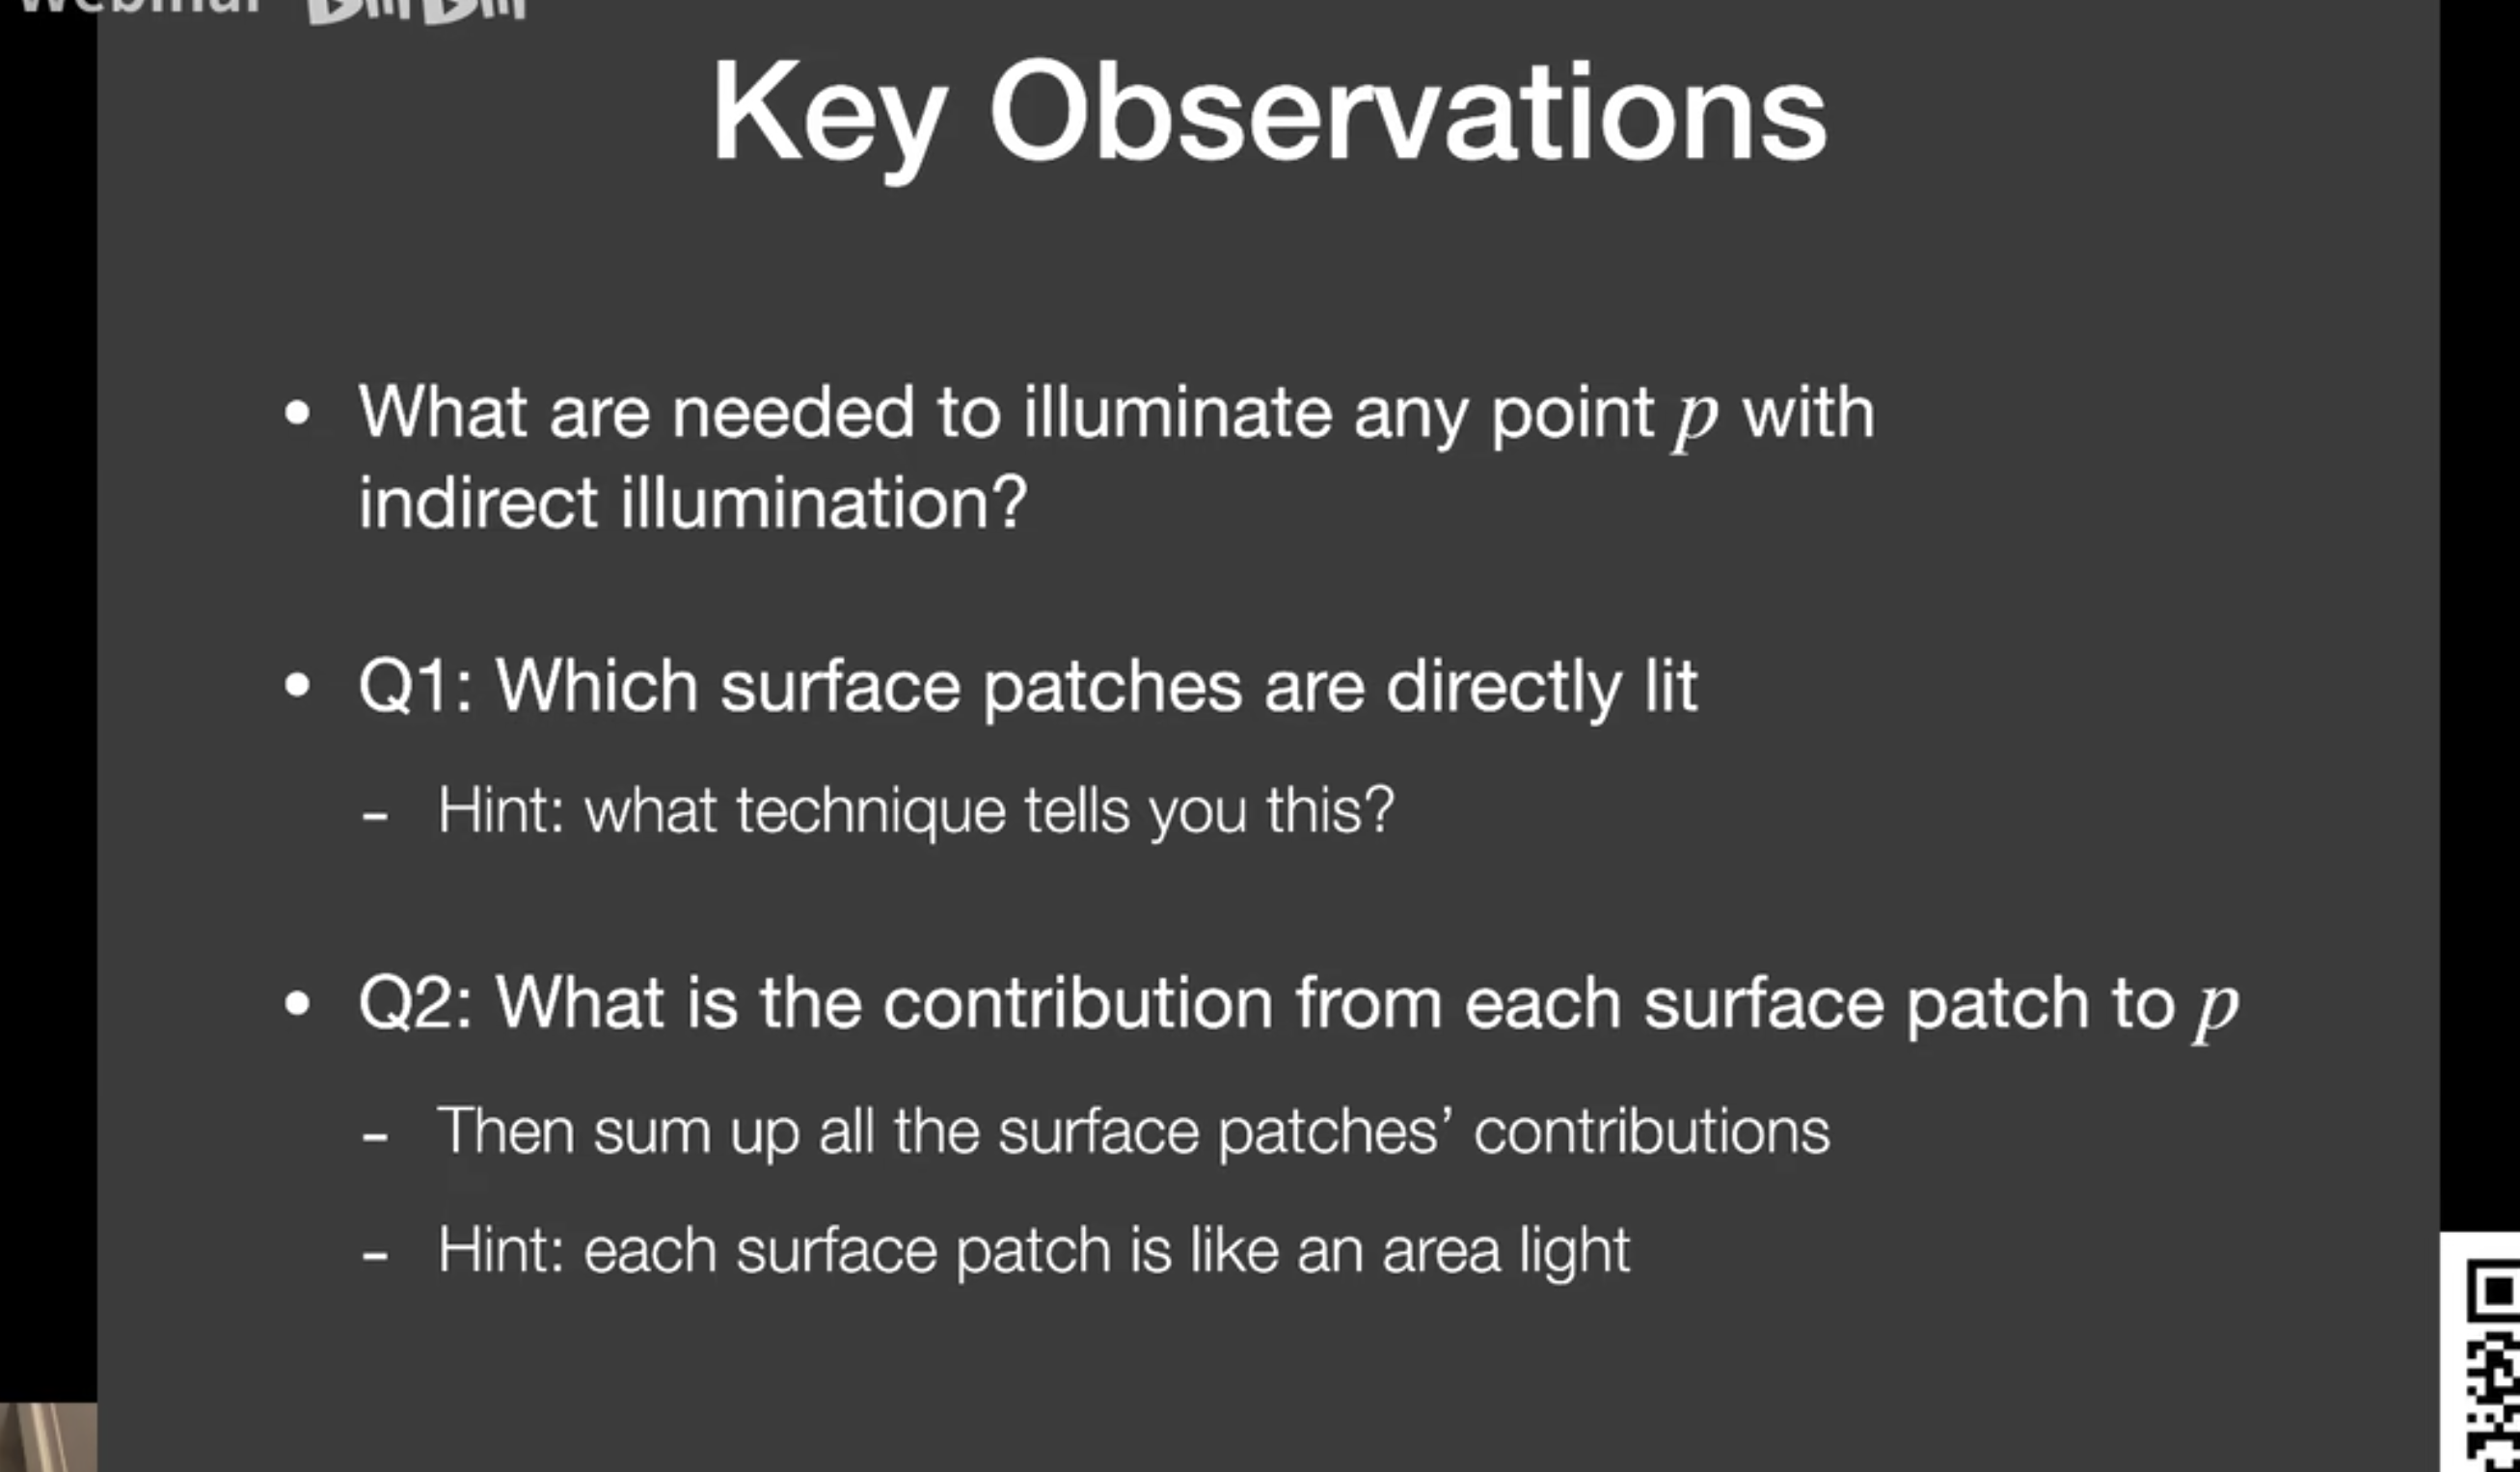 Webinar bilibili
Key Observations
• What are needed to illuminate any point p with
indirect illumination?
• Q1: Which surface patches are directly lit
- Hint: what technique tells you this?
• Q2: What is the contribution from each surface patch to p
- Then sum up all the surface patches’ contributions
- Hint: each surface patch is like an area light